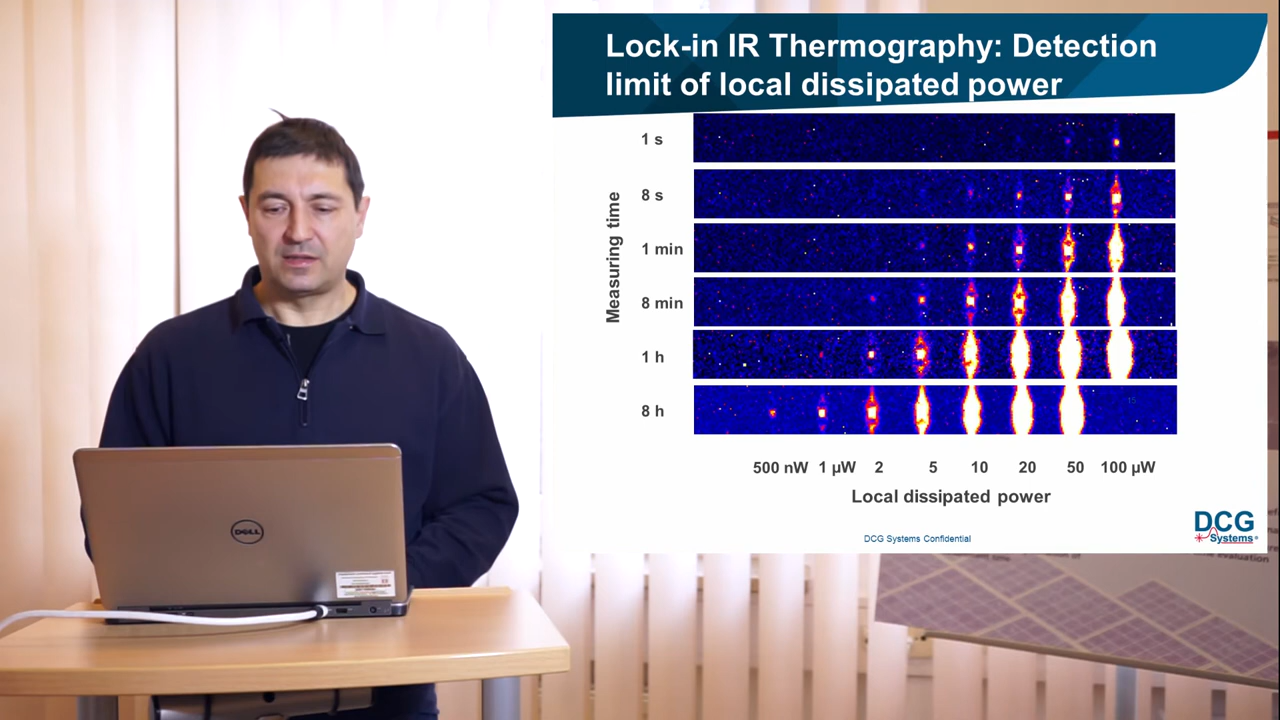 Lock-in IR Thermography: Detection
limit of local dissipated power
Measuring time
1 s
8 s
1 min
8 min
1 h
8 h
15
500 nW 1 µW 2 5 10 20 50 100 µW
Local dissipated power
DCG Systems Confidential
DCG
Systems
DELL